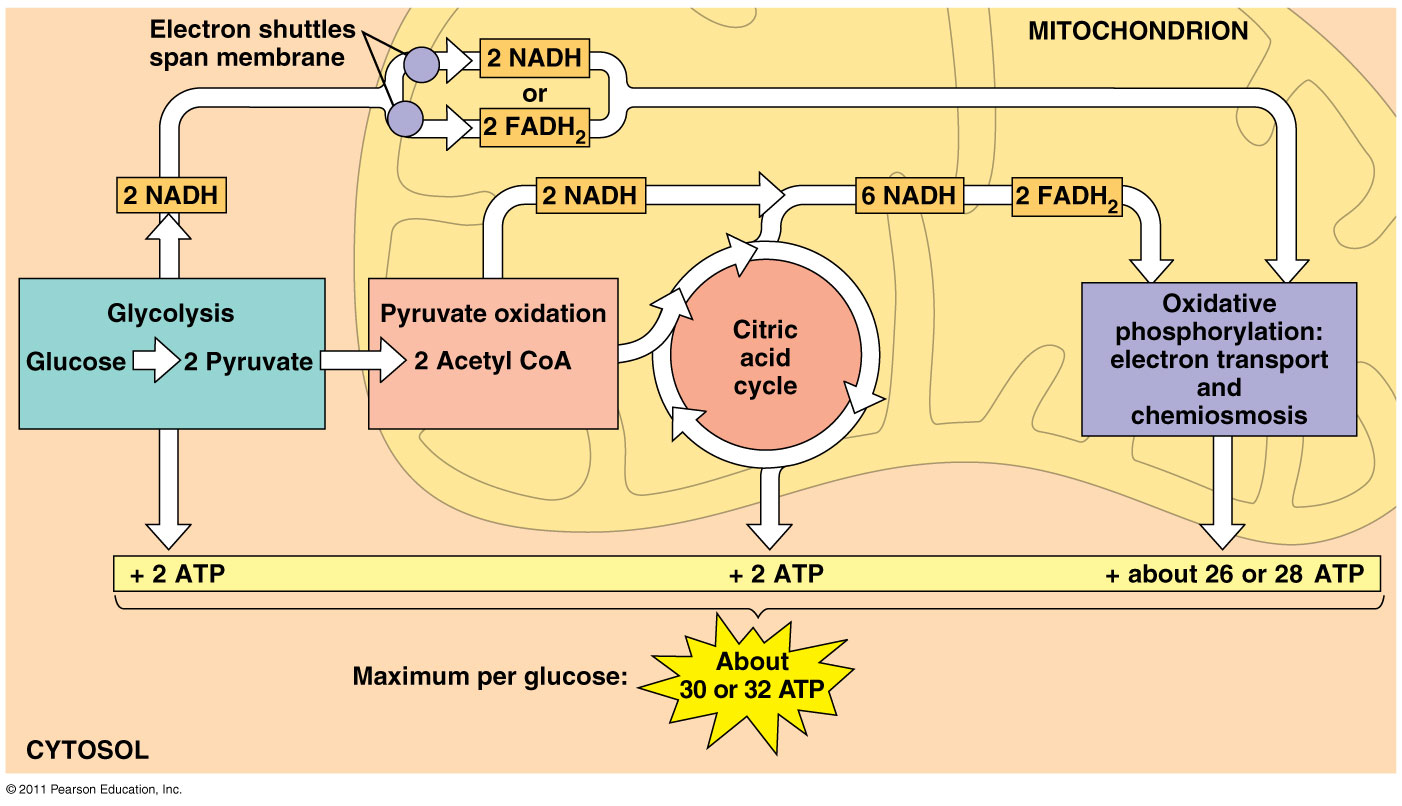 Electron shuttles
span membrane
MITOCHONDRION
2 NADH
or
2 FADH₂
2 NADH
2 NADH
6 NADH
2 FADH₂
Glycolysis
Glucose
2 Pyruvate
Pyruvate oxidation
2 Acetyl CoA
Citric
acid
cycle
Oxidative
phosphorylation:
electron transport
and
chemiosmosis
+ 2 ATP
+ 2 ATP
+ about 26 or 28 ATP
Maximum per glucose:
About
30 or 32 ATP
CYTOSOL
© 2011 Pearson Education, Inc.